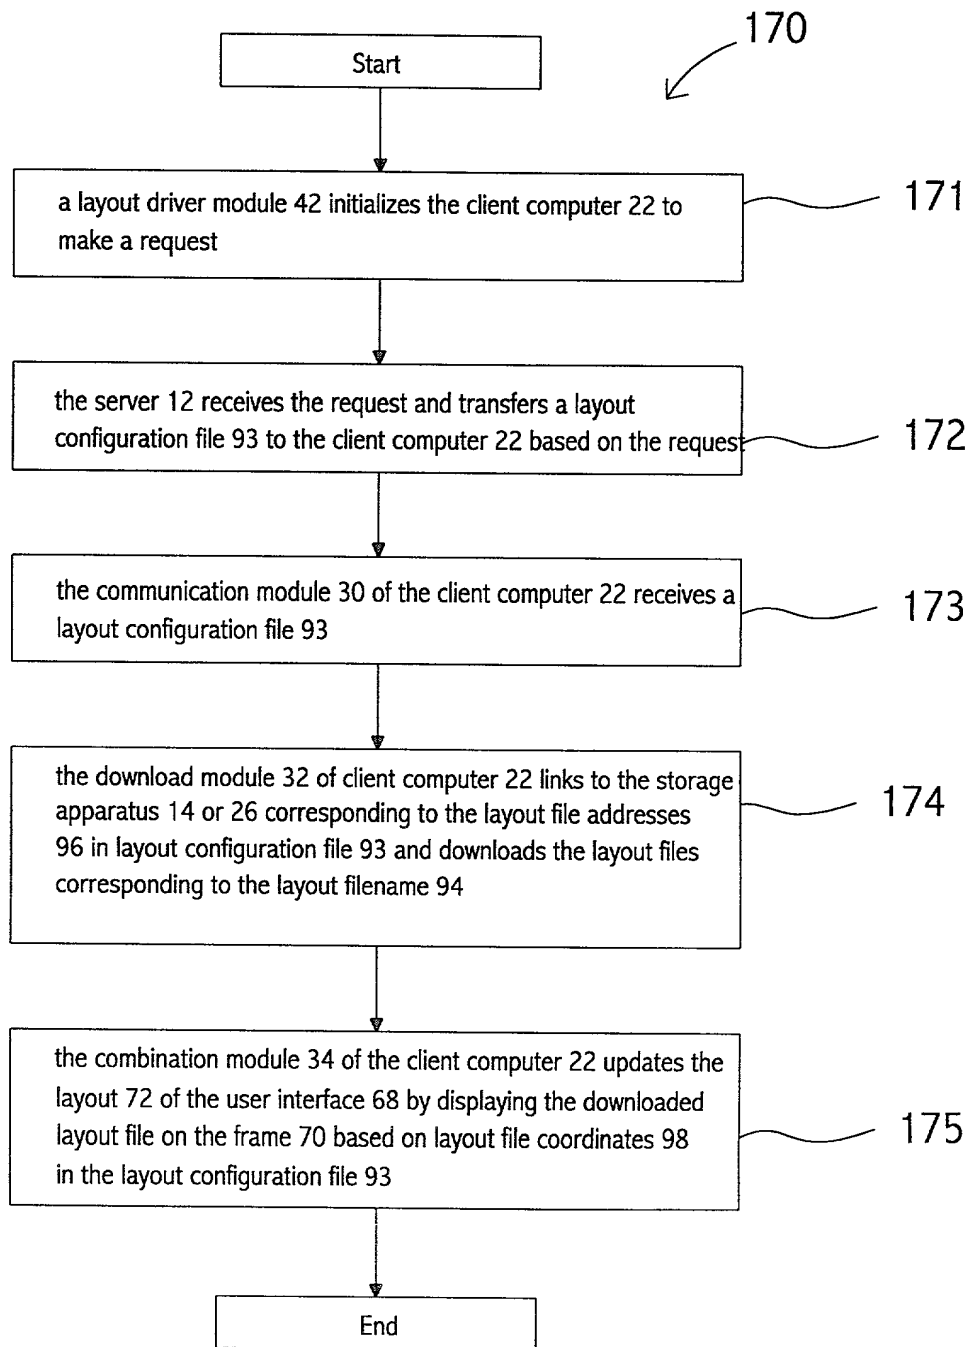 170
Start
a layout driver module 42 initializes the client computer 22 to
make a request
171
the server 12 receives the request and transfers a layout
configuration file 93 to the client computer 22 based on the request
172
the communication module 30 of the client computer 22 receives a
layout configuration file 93
173
the download module 32 of client computer 22 links to the storage
apparatus 14 or 26 corresponding to the layout file addresses
96 in layout configuration file 93 and downloads the layout files
corresponding to the layout filename 94
174
the combination module 34 of the client computer 22 updates the
layout 72 of the user interface 68 by displaying the downloaded
layout file on the frame 70 based on layout file coordinates 98
in the layout configuration file 93
175
End